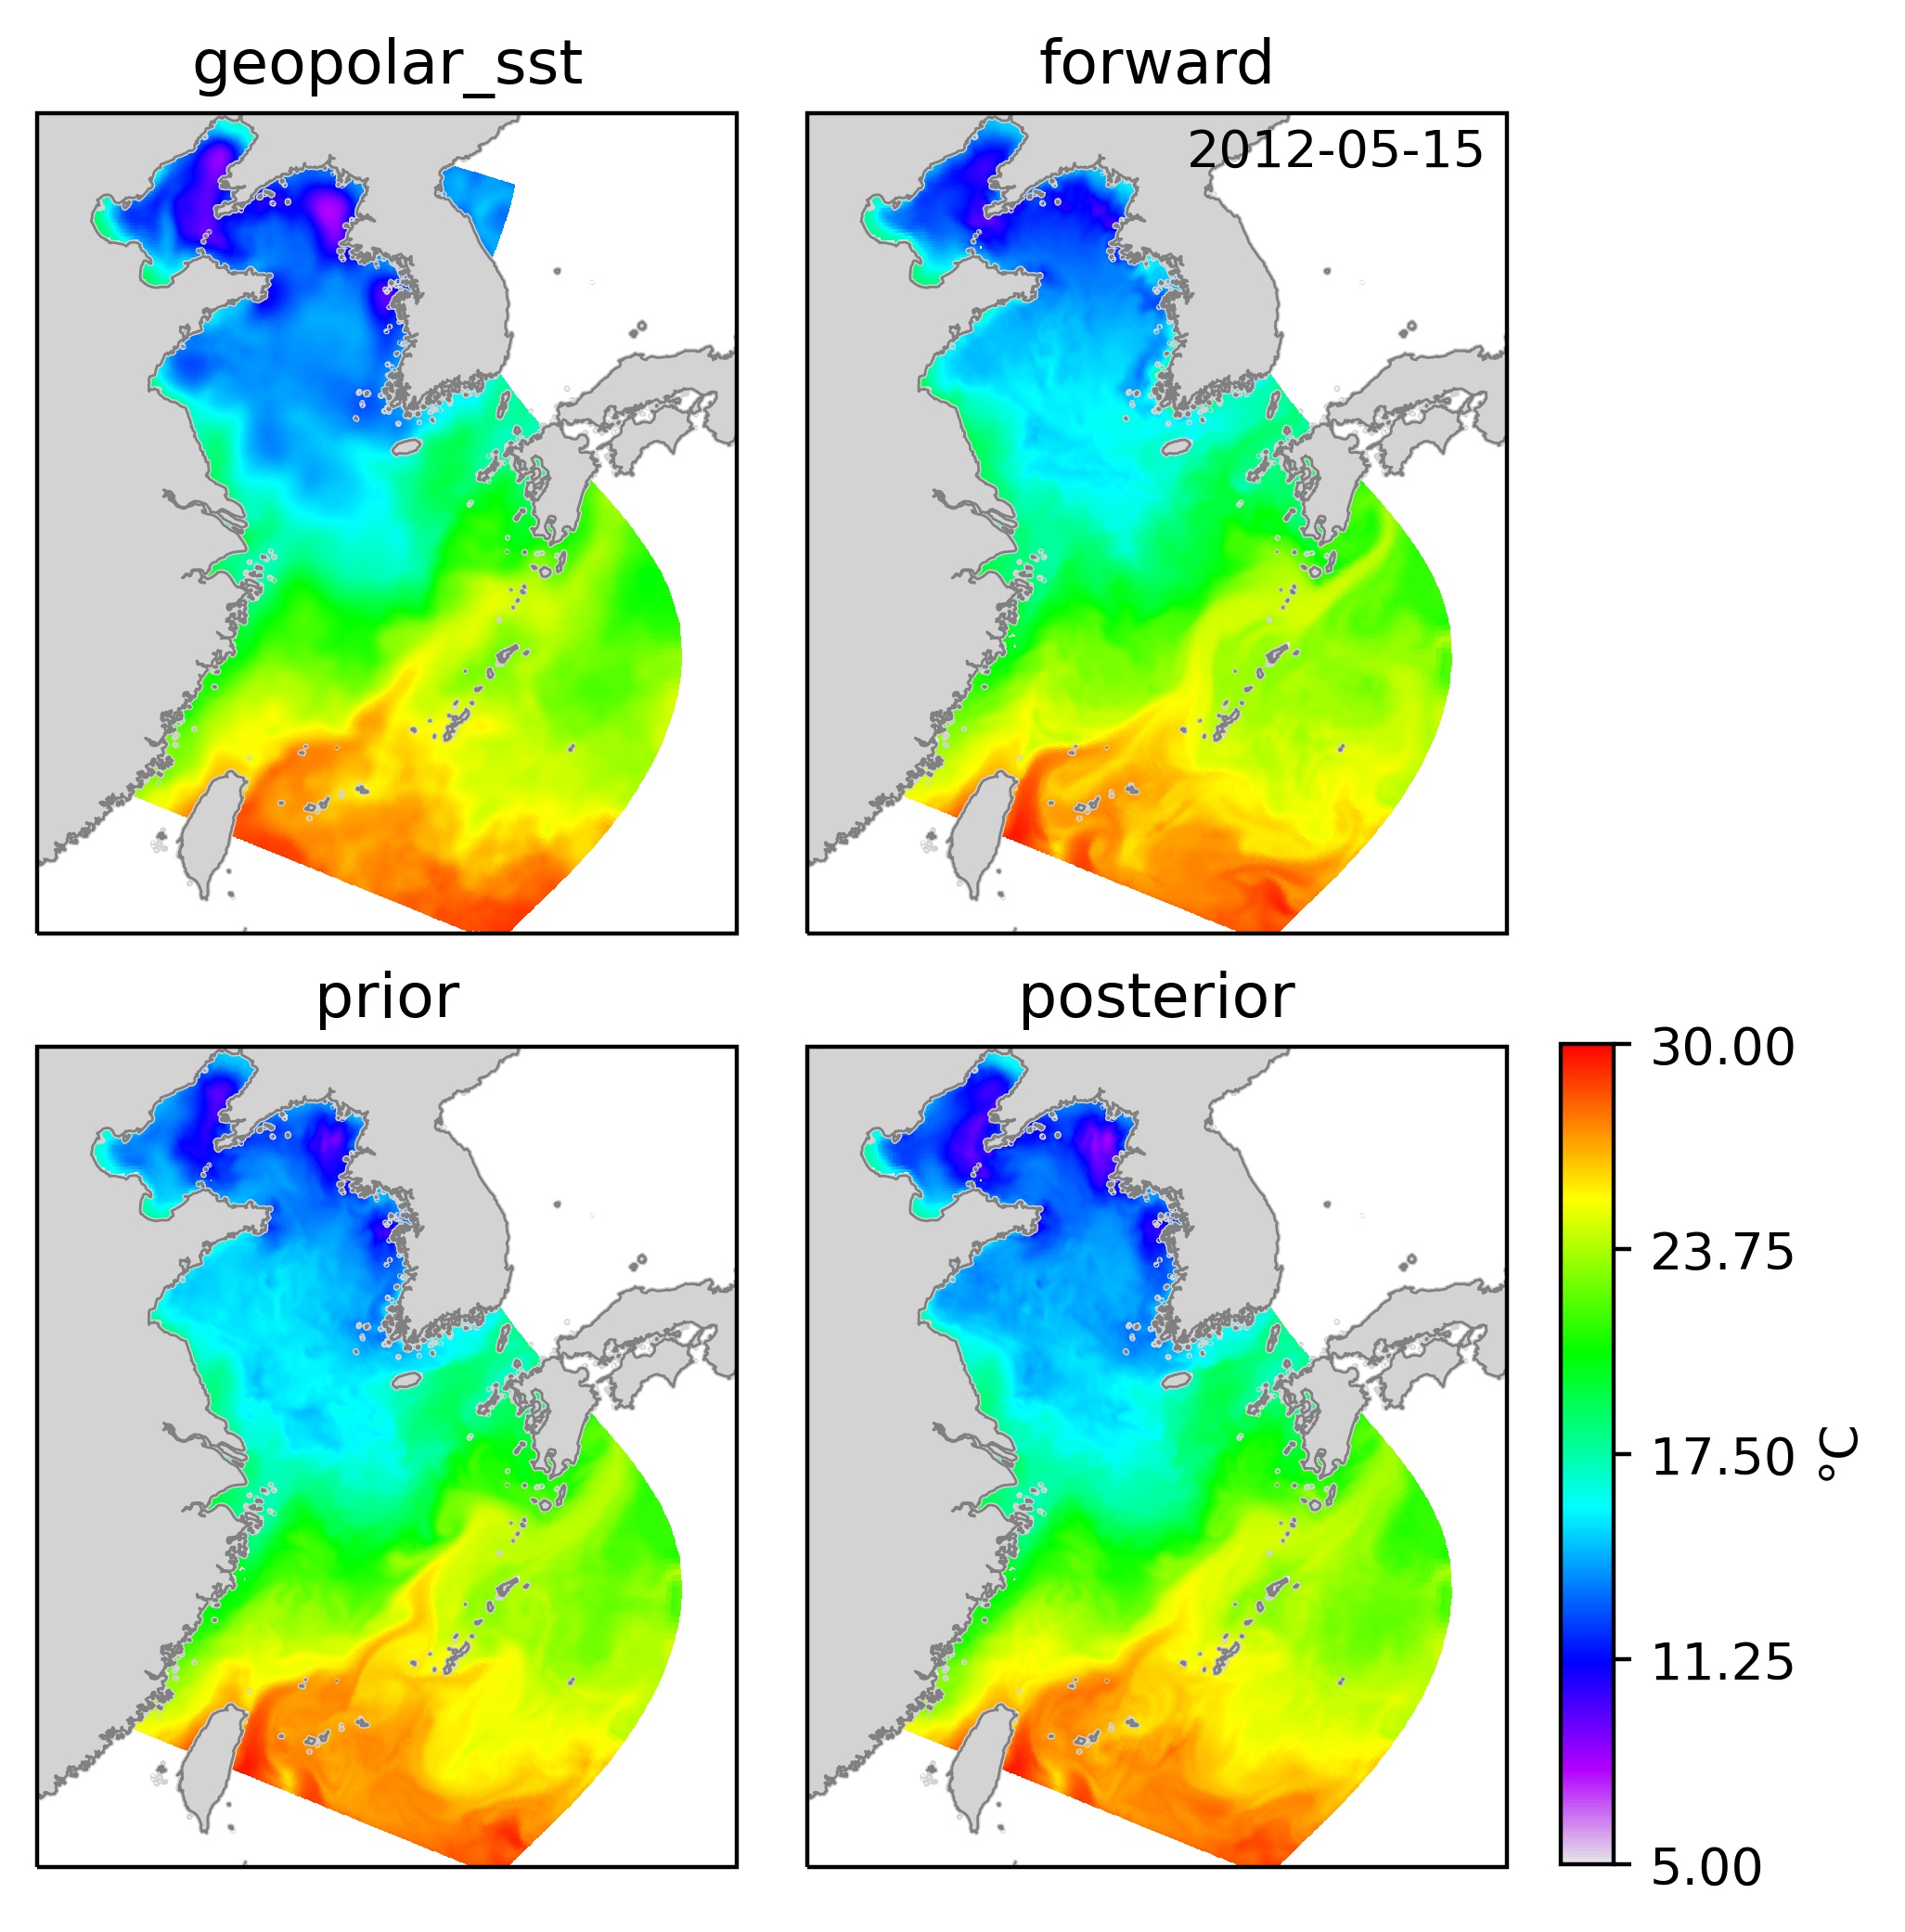 geopolar_sst
forward
2012-05-15
prior
posterior
30.00
23.75
17.50
11.25
5.00
°C